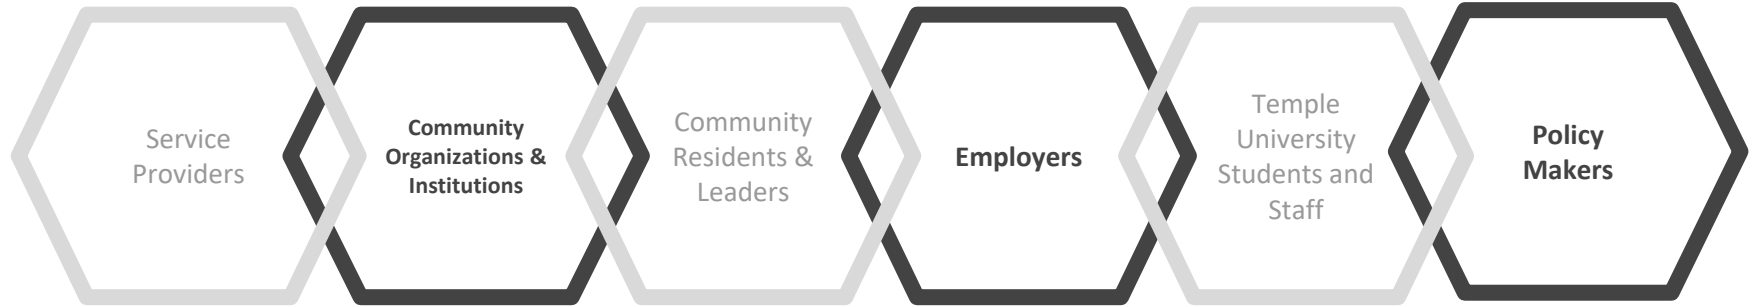 Service
Providers
Community
Organizations &
Institutions
Community
Residents &
Leaders
Employers
Temple
University
Students and
Staff
Policy
Makers